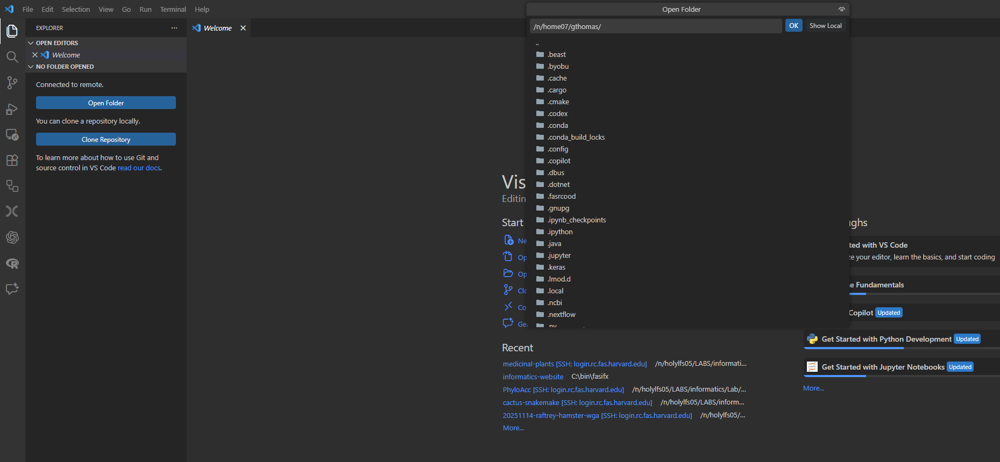 File Edit Selection View Go Run Terminal Help
Open Folder
EXPLORER
Welcome
/n/home07/gthomas/
OK
Show Local
OPEN EDITORS
Welcome
NO FOLDER OPENED
Connected to remote.
Open Folder
You can clone a repository locally.
Clone Repository
To learn more about how to use Git and
source control in VS Code read our docs.
..
.beast
.byobu
.cache
.cargo
.cmake
.codex
.conda
.conda_build_locks
.config
.copilot
.dbus
.dotnet
.fasrcood
.gnupg
.ipynb_checkpoints
.ipython
.java
.jupyter
.keras
.lmod.d
.local
.ncbi
.nextflow
Vis
Editin
Start
Ne
Op
Op
Clo
Co
Ge
Recent
medicinal-plants [SSH: login.rc.fas.harvard.edu] /n/holylfs05/LABS/informati...
informatics-website C:\bin\fasifx
PhyloAcc [SSH: login.rc.fas.harvard.edu] /n/holylfs05/LABS/informatics/Lab/...
cactus-snakemake [SSH: login.rc.fas.harvard.edu] /n/holylfs05/LABS/inform...
20251114-raftrey-hamster-wga [SSH: login.rc.fas.harvard.edu] /n/holylfs05/...
More...
ughs
ted with VS Code
ze your editor, learn the basics, and start coding
e Fundamentals
Copilot Updated
Get Started with Python Development Updated
Get Started with Jupyter Notebooks Updated
More...